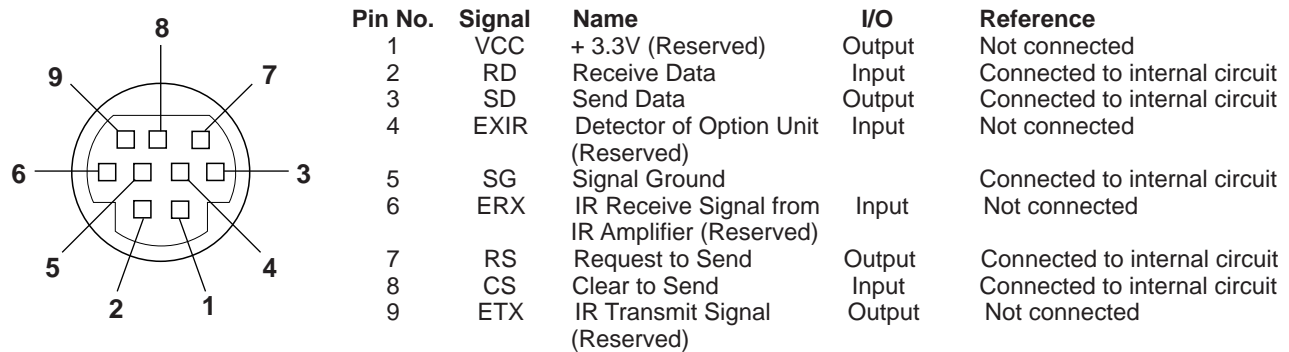 8
9
7
6
3
5
4
2
1
Pin No. Signal Name I/O Reference
1 VCC + 3.3V (Reserved) Output Not connected
2 RD Receive Data Input Connected to internal circuit
3 SD Send Data Output Connected to internal circuit
4 EXIR Detector of Option Unit Input Not connected
(Reserved)
5 SG Signal Ground Connected to internal circuit
6 ERX IR Receive Signal from Input Not connected
IR Amplifier (Reserved)
7 RS Request to Send Output Connected to internal circuit
8 CS Clear to Send Input Connected to internal circuit
9 ETX IR Transmit Signal Output Not connected
(Reserved)